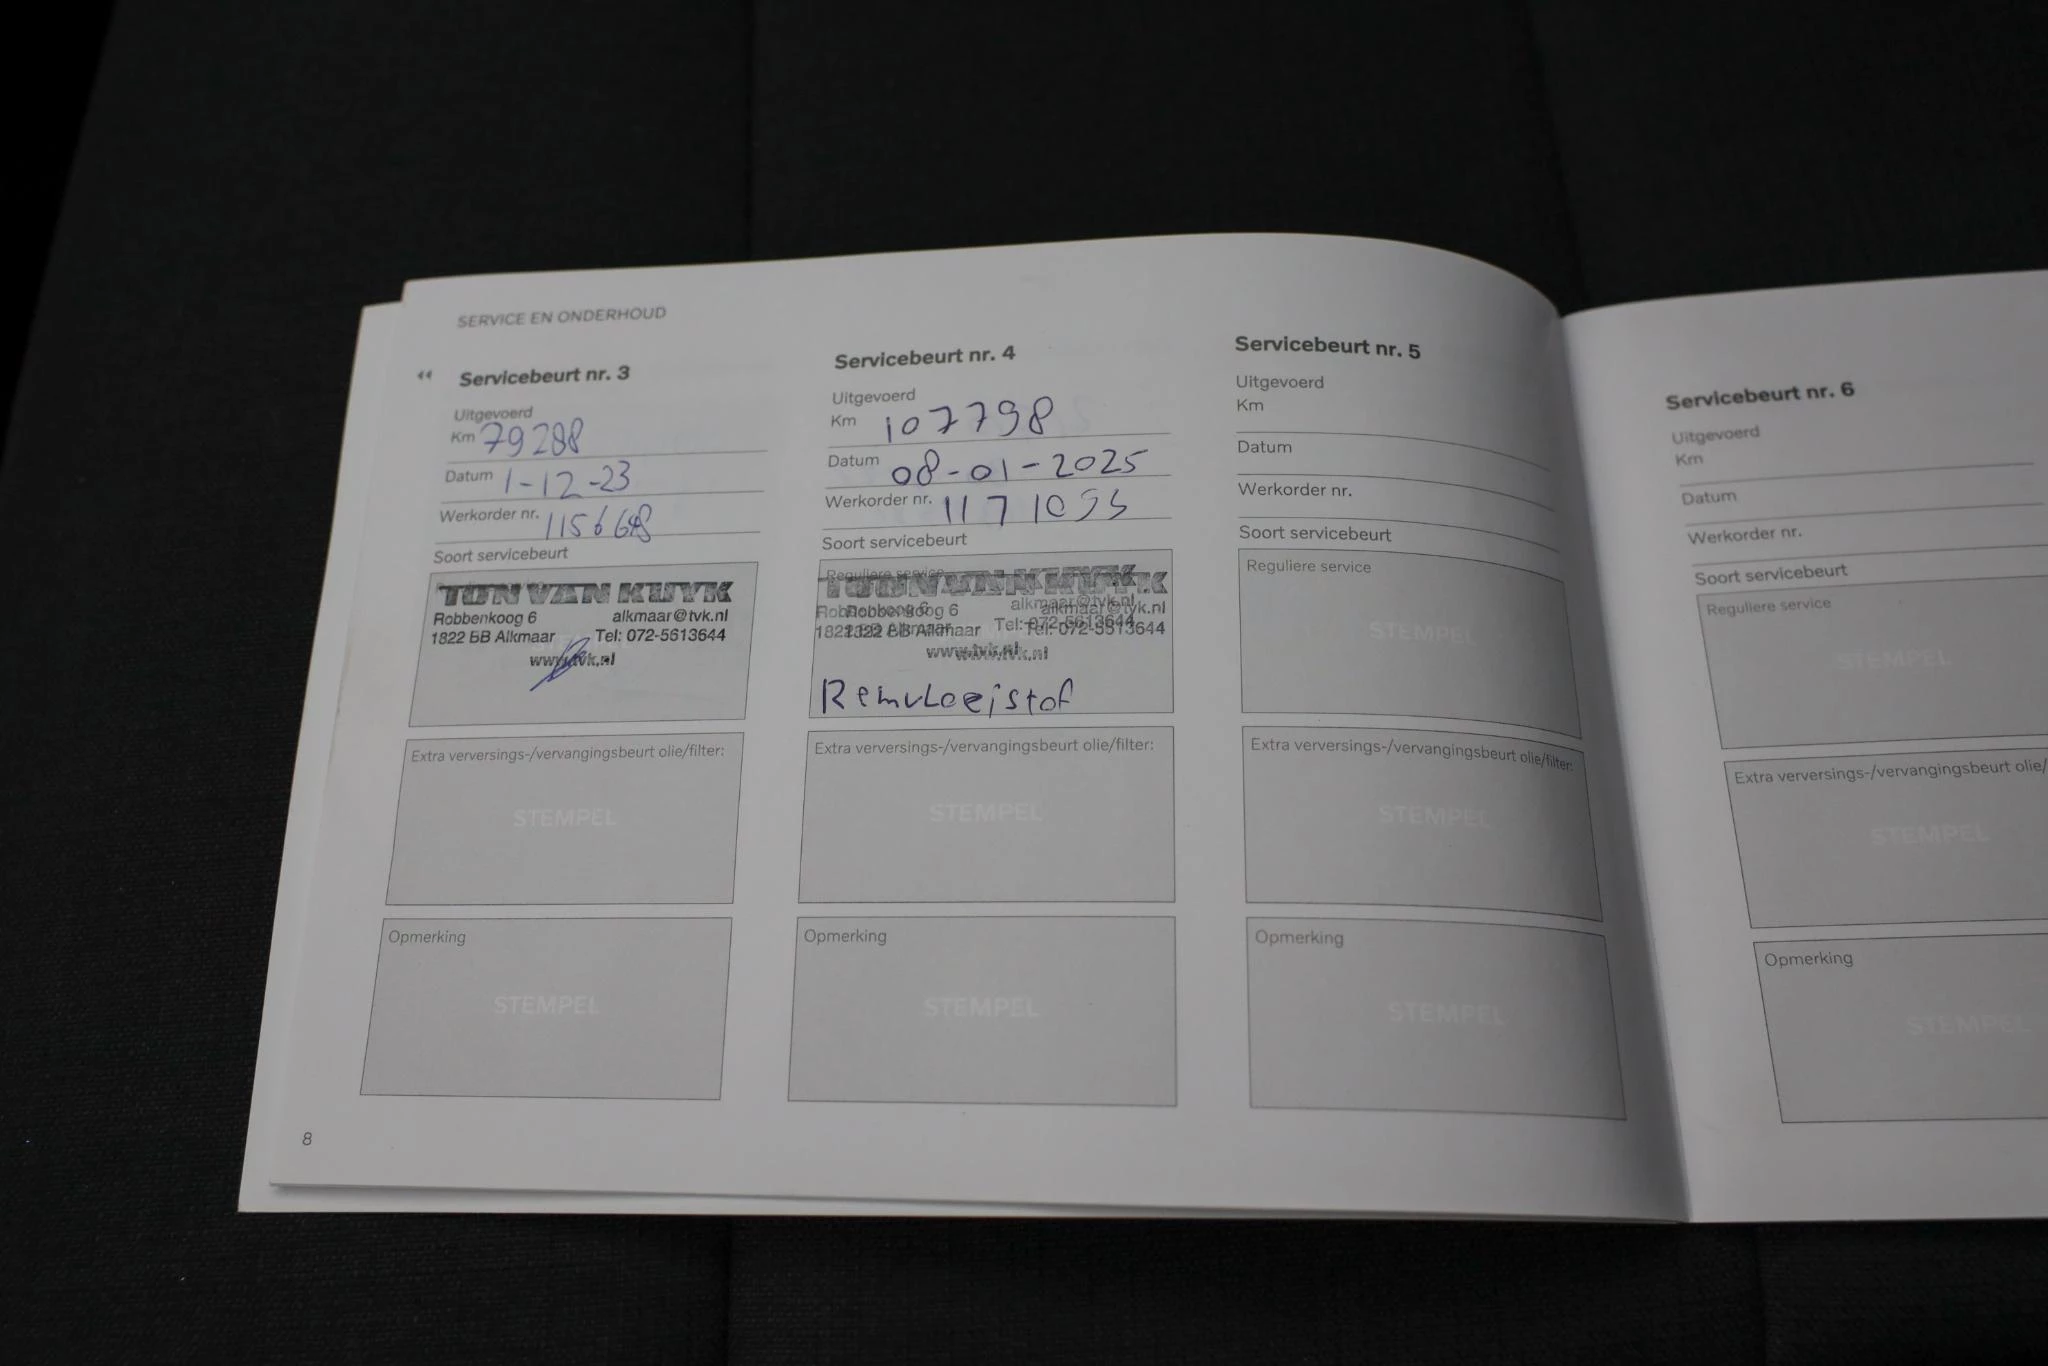 SERVICE EN ONDERHOUD
Servicebeurt nr. 3
Uitgevoerd
Km 79288
Datum 1-12-23
Werkorder nr. 1156648
Soort servicebeurt
TON VAN KUYK
Robbenkoog 6 alkmaar@tvk.nl
1822 BB Alkmaar Tel: 072-5613644
www.tvk.nl
Extra verversings-/vervangingsbeurt olie/filter:
STEMPEL
Opmerking
STEMPEL
8
Servicebeurt nr. 4
Uitgevoerd
Km 107798
Datum 08-01-2025
Werkorder nr.
Soort servicebeurt
Reguliere service
TON VAN KUYK
Robbenkoog 6 alkmaar@tvk.nl
1822 BB Alkmaar Tel: 072-5613644
www.tvk.nl
Remvloeistof
Extra verversings-/vervangingsbeurt olie/filter:
STEMPEL
Opmerking
STEMPEL
Servicebeurt nr. 5
Uitgevoerd
Km
Datum
Werkorder nr.
Soort servicebeurt
Reguliere service
STEMPEL
Extra verversings-/vervangingsbeurt olie/filter:
STEMPEL
Opmerking
STEMPEL
Servicebeurt nr. 6
Uitgevoerd
Km
Datum
Werkorder nr.
Soort servicebeurt
Reguliere service
STEMPEL
Extra verversings-/vervangingsbeurt olie/
STEMPEL
Opmerking
STEMPEL